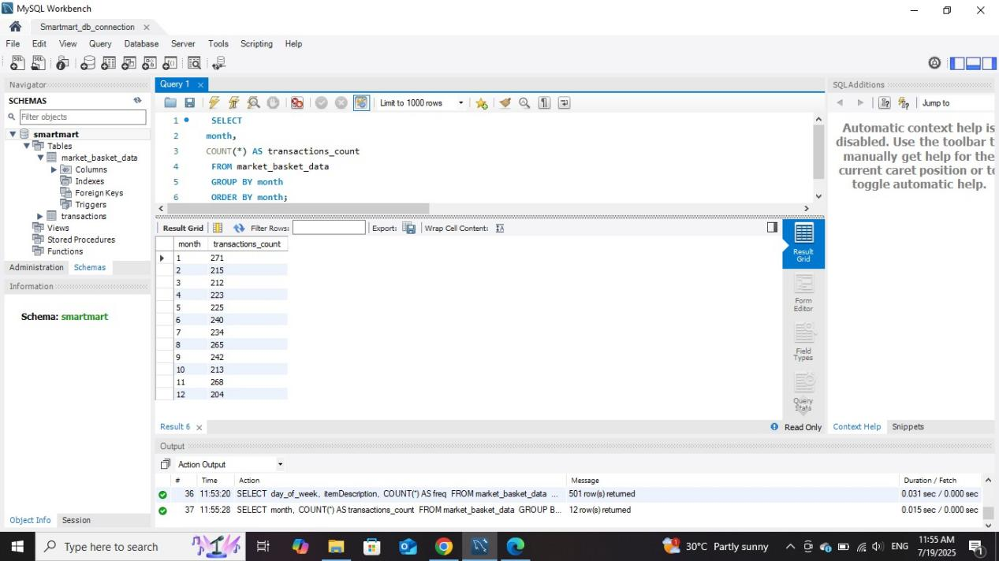 MySQL Workbench
Smartmart_db_connection
File Edit View Query Database Server Tools Scripting Help
Navigator
SCHEMAS
Filter objects
smartmart
Tables
market_basket_data
Columns
Indexes
Foreign Keys
Triggers
transactions
Views
Stored Procedures
Functions
Administration Schemas
Information
Schema: smartmart
Object Info Session
Query 1
Limit to 1000 rows
1 SELECT
2 month,
3 COUNT(*) AS transactions_count
4 FROM market_basket_data
5 GROUP BY month
6 ORDER BY month;
Result Grid Filter Rows: Export: Wrap Cell Content:
month transactions_count
1 271
2 215
3 212
4 223
5 225
6 240
7 234
8 265
9 242
10 213
11 268
12 204
Result Grid
Form Editor
Field Types
Query Stats
Result 6
Read Only
SQLAdditions
Jump to
Automatic context help is
disabled. Use the toolbar t
manually get help for the
current caret position or to
toggle automatic help.
Context Help Snippets
Output
Action Output
# Time Action Message Duration / Fetch
36 11:53:20 SELECT day_of_week, itemDescription, COUNT(*) AS freq FROM market_basket_data ... 501 row(s) returned 0.031 sec / 0.000 sec
37 11:55:28 SELECT month, COUNT(*) AS transactions_count FROM market_basket_data GROUP B... 12 row(s) returned 0.015 sec / 0.000 sec
Type here to search
30°C Partly sunny
ENG
11:55 AM
7/19/2025